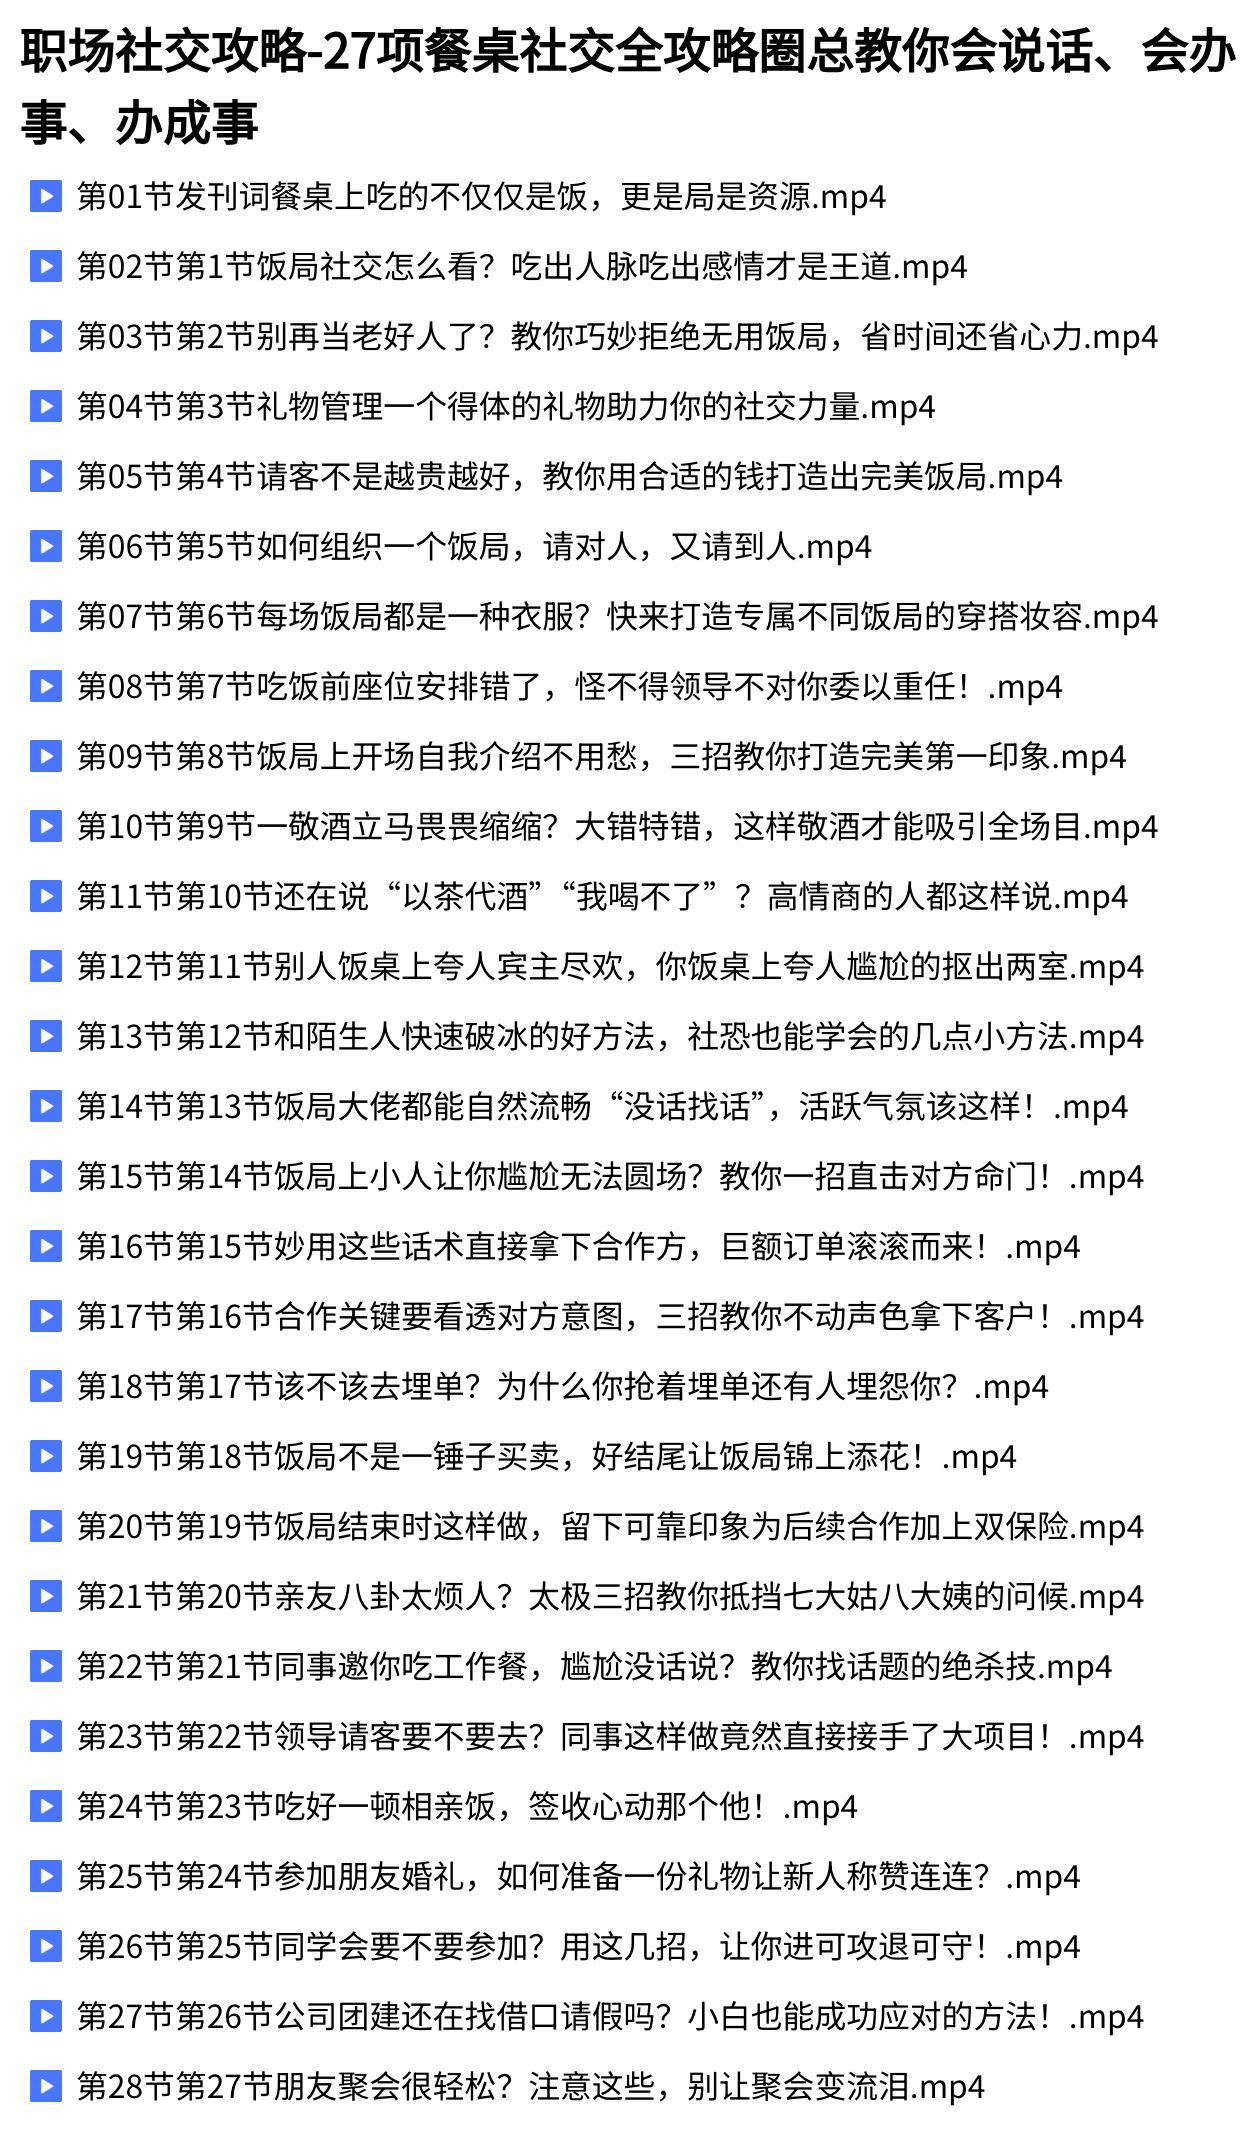 职场社交攻略-27项餐桌社交全攻略圈总教你会说话、会办
事、办成事
第01节发刊词餐桌上吃的不仅仅是饭，更是局是资源.mp4
第02节第1节饭局社交怎么看？吃出人脉吃出感情才是王道.mp4
第03节第2节别再当老好人了？教你巧妙拒绝无用饭局，省时间还省心力.mp4
第04节第3节礼物管理一个得体的礼物助力你的社交力量.mp4
第05节第4节请客不是越贵越好，教你用合适的钱打造出完美饭局.mp4
第06节第5节如何组织一个饭局，请对人，又请到人.mp4
第07节第6节每场饭局都是一种衣服？快来打造专属不同饭局的穿搭妆容.mp4
第08节第7节吃饭前座位安排错了，怪不得领导不对你委以重任！.mp4
第09节第8节饭局上开场自我介绍不用愁，三招教你打造完美第一印象.mp4
第10节第9节一敬酒立马畏畏缩缩？大错特错，这样敬酒才能吸引全场目.mp4
第11节第10节还在说“以茶代酒”“我喝不了”？高情商的人都这样说.mp4
第12节第11节别人饭桌上夸人宾主尽欢，你饭桌上夸人尴尬的抠出两室.mp4
第13节第12节和陌生人快速破冰的好方法，社恐也能学会的几点小方法.mp4
第14节第13节饭局大佬都能自然流畅“没话找话”，活跃气氛该这样！.mp4
第15节第14节饭局上小人让你尴尬无法圆场？教你一招直击对方命门！.mp4
第16节第15节妙用这些话术直接拿下合作方，巨额订单滚滚而来！.mp4
第17节第16节合作关键要看透对方意图，三招教你不动声色拿下客户！.mp4
第18节第17节该不该去埋单？为什么你抢着埋单还有人埋怨你？.mp4
第19节第18节饭局不是一锤子买卖，好结尾让饭局锦上添花！.mp4
第20节第19节饭局结束时这样做，留下可靠印象为后续合作加上双保险.mp4
第21节第20节亲友八卦太烦人？太极三招教你抵挡七大姑八大姨的问候.mp4
第22节第21节同事邀你吃工作餐，尴尬没话说？教你找话题的绝杀技.mp4
第23节第22节领导请客要不要去？同事这样做竟然直接接手了大项目！.mp4
第24节第23节吃好一顿相亲饭，签收心动那个他！.mp4
第25节第24节参加朋友婚礼，如何准备一份礼物让新人称赞连连？.mp4
第26节第25节同学会要不要参加？用这几招，让你进可攻退可守！.mp4
第27节第26节公司团建还在找借口请假吗？小白也能成功应对的方法！.mp4
第28节第27节朋友聚会很轻松？注意这些，别让聚会变流泪.mp4